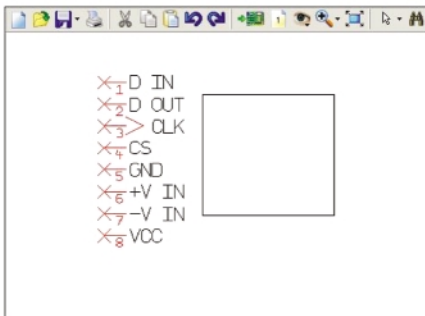 1 D IN
2 D OUT
3 > CLK
4 CS
5 GND
6 +V IN
7 -V IN
8 VCC